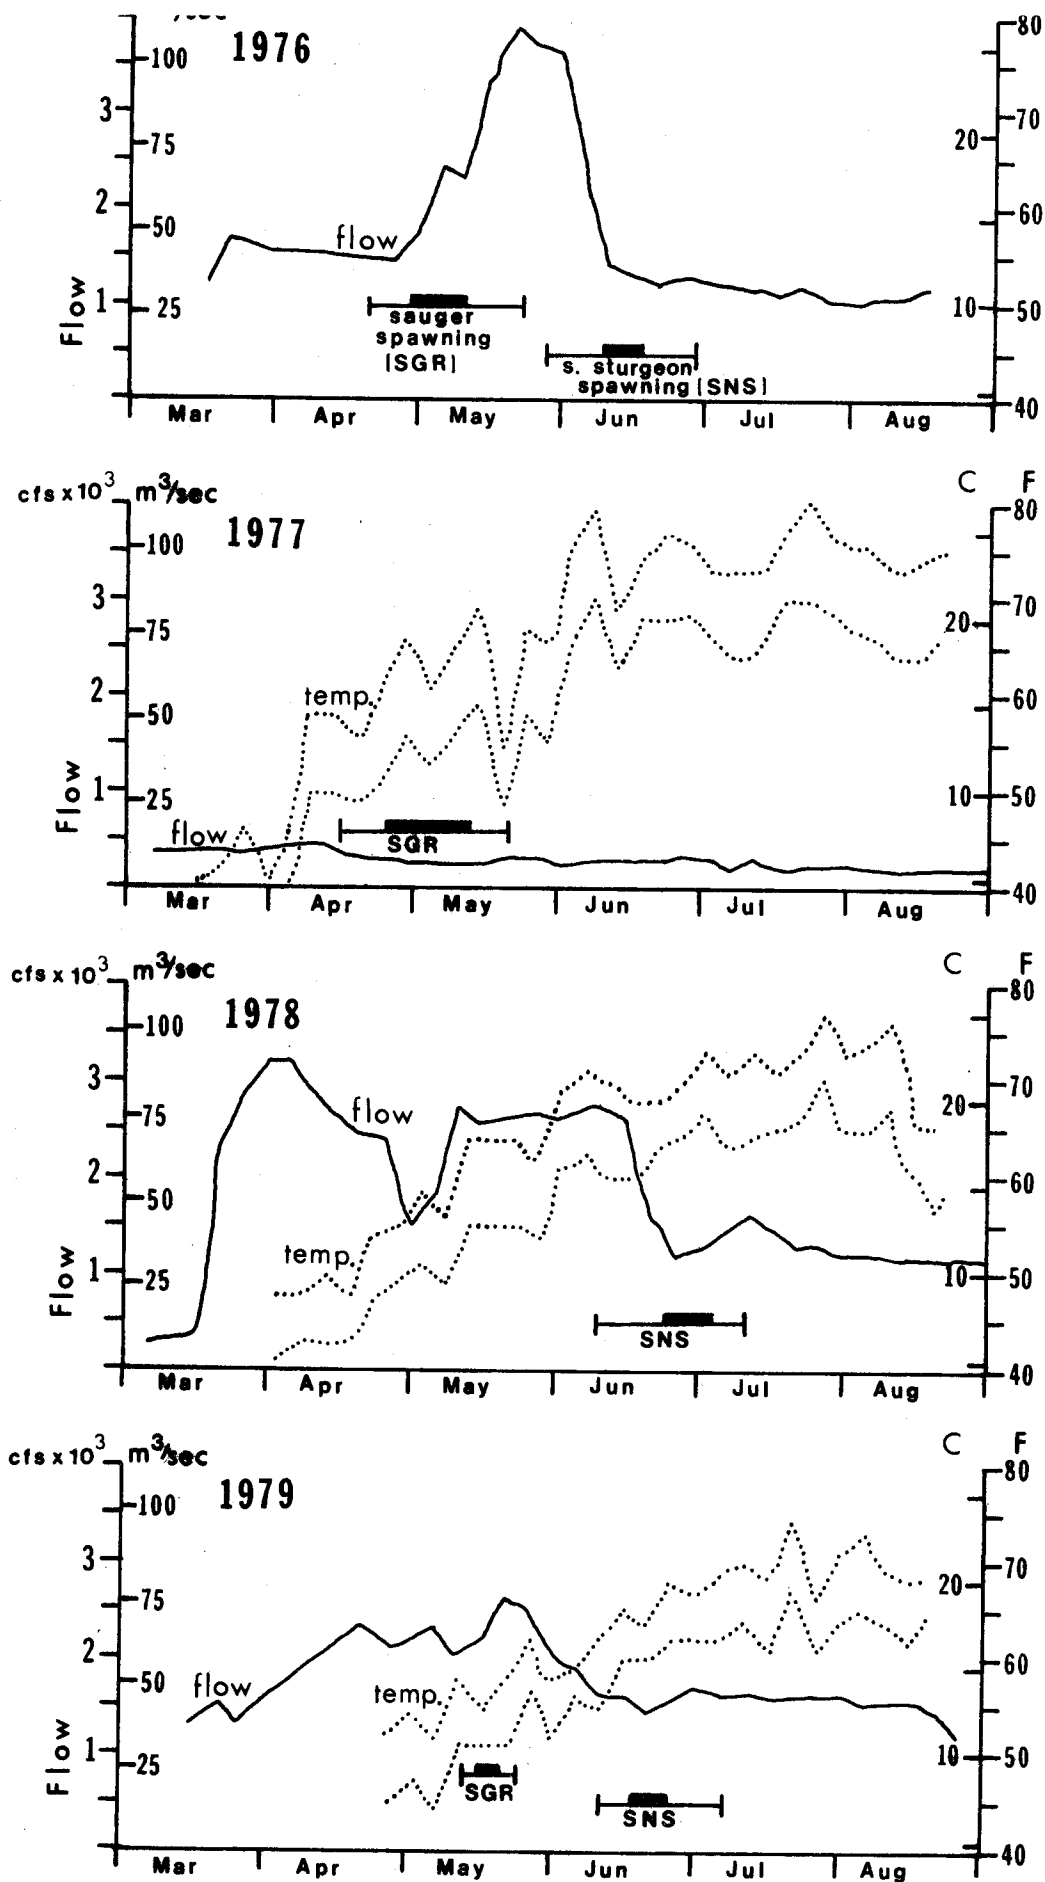 100
1976
80
3
75
70
20
2
50
flow
60
Flow
1
25
10
50
sauger
spawning
[SGR]
s. sturgeon
spawning [SNS]
40
Mar Apr May Jun Jul Aug
cfs x 10³ m³/sec
C F
1977
100
80
3
75
70
20
2
50
temp.
60
Flow
1
25
10
50
flow
SGR
40
Mar Apr May Jun Jul Aug
cfs x 10³ m³/sec
C F
1978
100
80
3
75
flow
70
20
2
50
60
temp.
Flow
1
25
10
50
SNS
40
Mar Apr May Jun Jul Aug
cfs x 10³ m³/sec
C F
1979
100
80
3
75
70
20
2
50
flow
temp.
60
Flow
1
25
10
50
SGR
SNS
40
Mar Apr May Jun Jul Aug